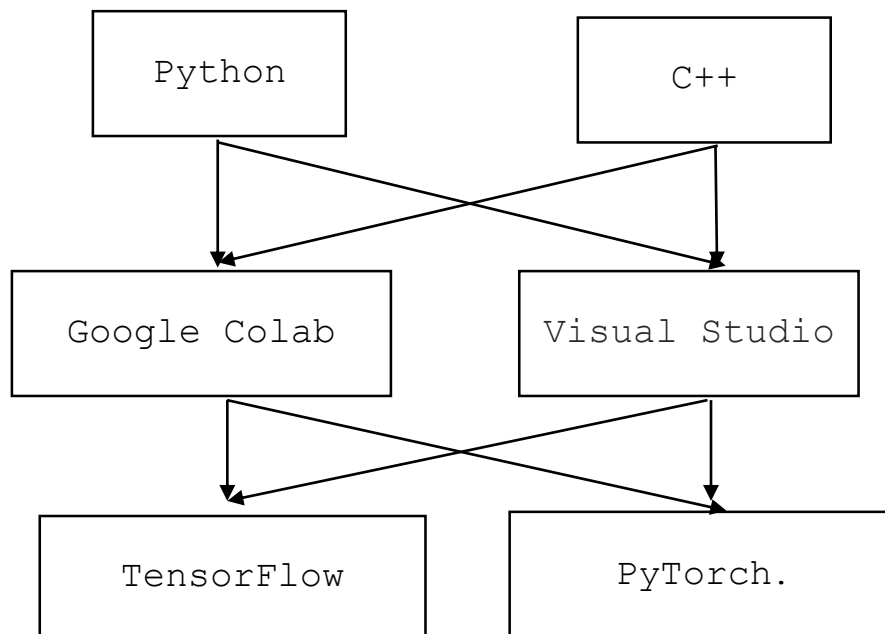 Python
C++
Google Colab
Visual Studio
TensorFlow
PyTorch.